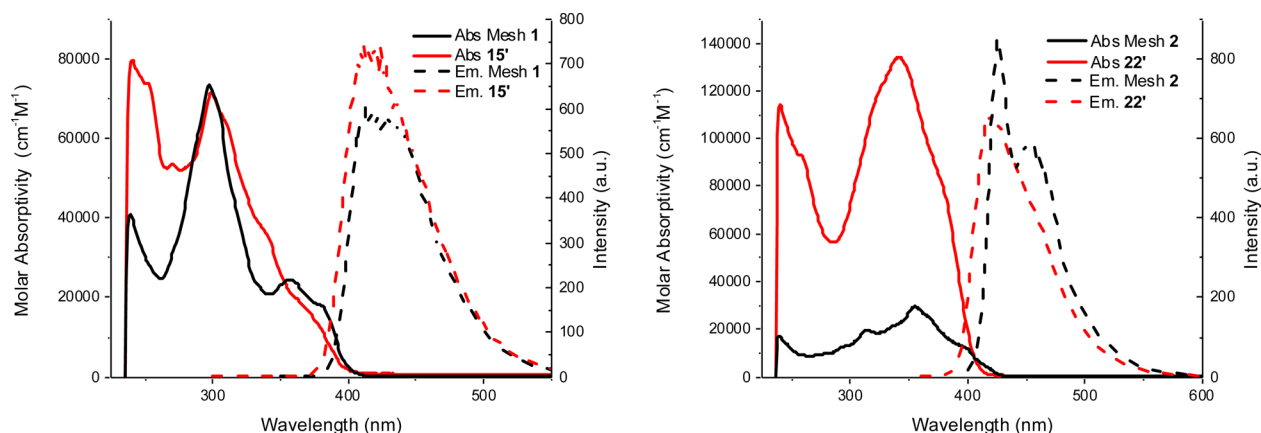 Abs Mesh 1
Abs 15'
Em. Mesh 1
Em. 15'
80000
60000
40000
20000
0
800
700
600
500
400
300
200
100
0
300
400
500
Molar Absorptivity (cm⁻¹M⁻¹)
Intensity (a.u.)
Wavelength (nm)
Abs Mesh 2
Abs 22'
Em. Mesh 2
Em. 22'
140000
120000
100000
80000
60000
40000
20000
0
800
600
400
200
0
300
400
500
600
Molar Absorptivity (cm⁻¹M⁻¹)
Intensity (a.u.)
Wavelength (nm)